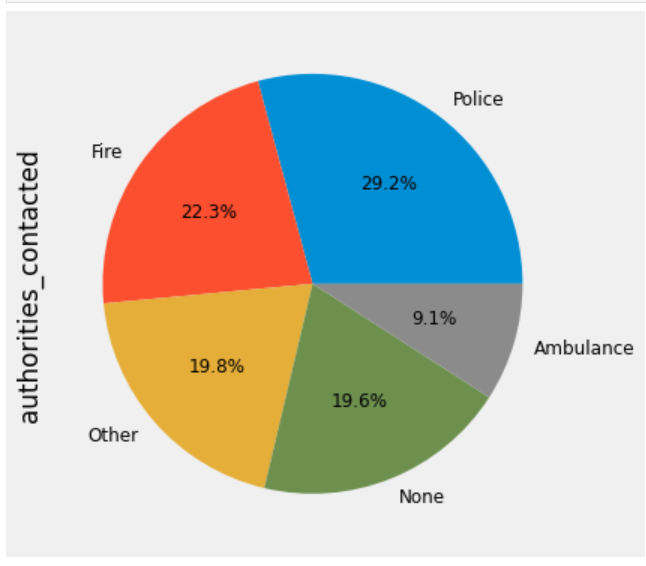 authorities_contacted
Police
29.2%
Fire
22.3%
Other
19.8%
None
19.6%
Ambulance
9.1%